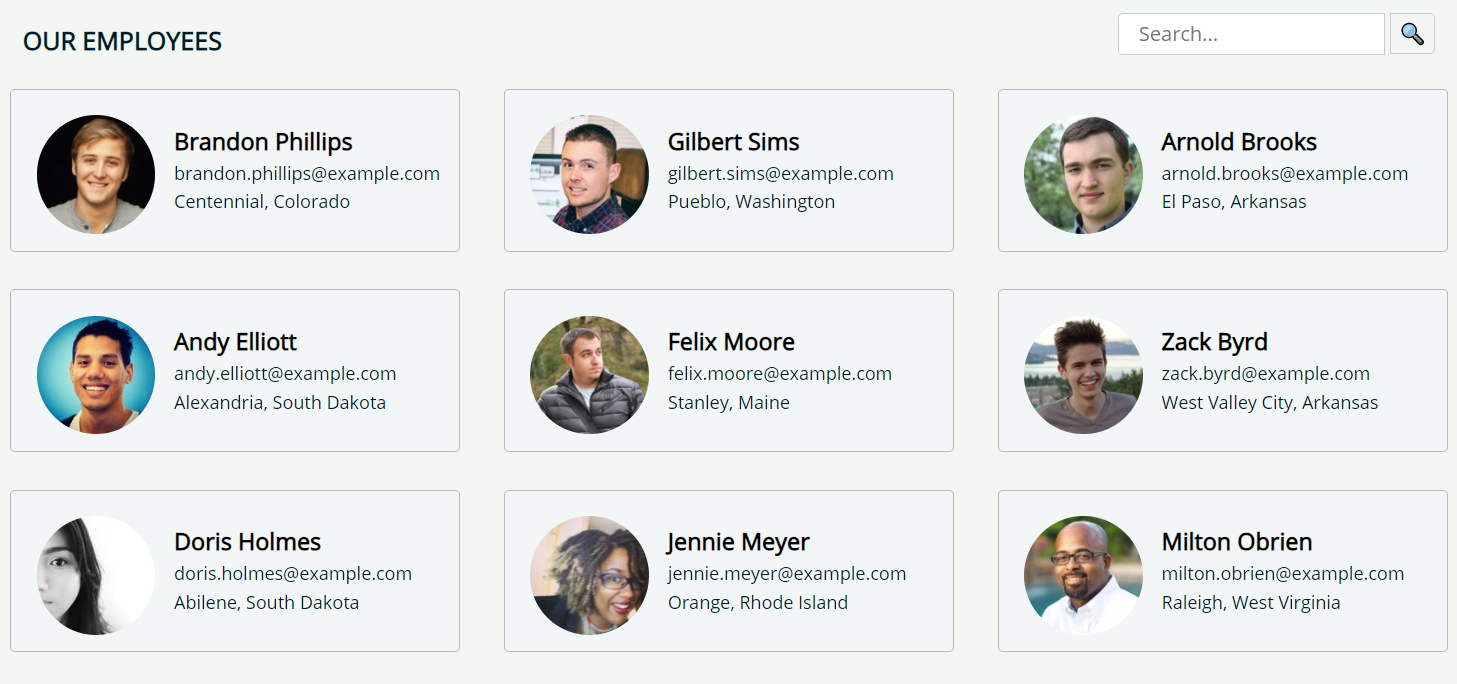 OUR EMPLOYEES
Search...
Brandon Phillips
brandon.phillips@example.com
Centennial, Colorado
Gilbert Sims
gilbert.sims@example.com
Pueblo, Washington
Arnold Brooks
arnold.brooks@example.com
El Paso, Arkansas
Andy Elliott
andy.elliott@example.com
Alexandria, South Dakota
Felix Moore
felix.moore@example.com
Stanley, Maine
Zack Byrd
zack.byrd@example.com
West Valley City, Arkansas
Doris Holmes
doris.holmes@example.com
Abilene, South Dakota
Jennie Meyer
jennie.meyer@example.com
Orange, Rhode Island
Milton Obrien
milton.obrien@example.com
Raleigh, West Virginia